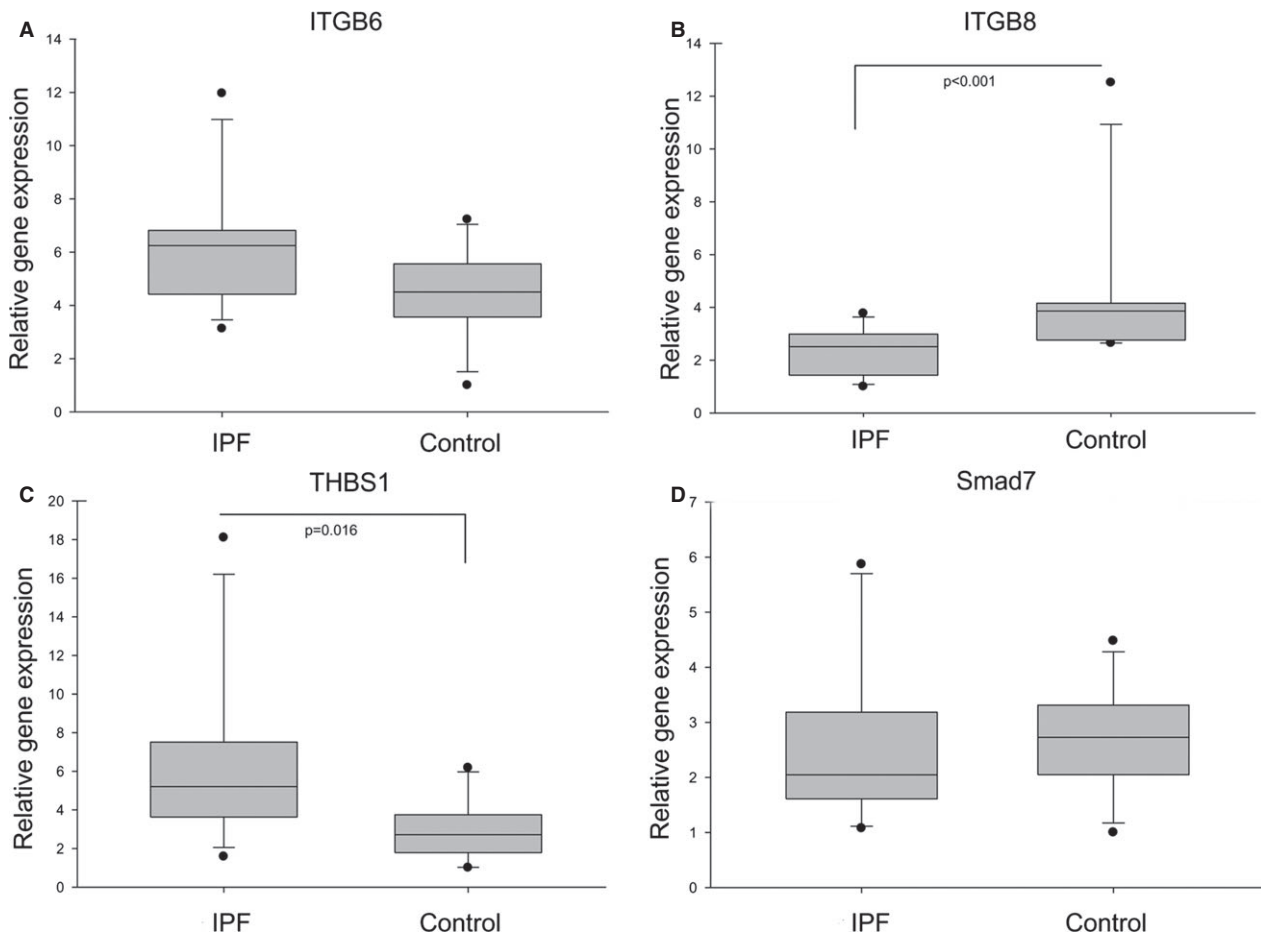 A
ITGB6
Relative gene expression
14
12
10
8
6
4
2
0
IPF
Control
B
ITGB8
Relative gene expression
14
12
10
8
6
4
2
0
p<0.001
IPF
Control
C
THBS1
Relative gene expression
20
18
16
14
12
10
8
6
4
2
0
p=0.016
IPF
Control
D
Smad7
Relative gene expression
7
6
5
4
3
2
1
0
IPF
Control